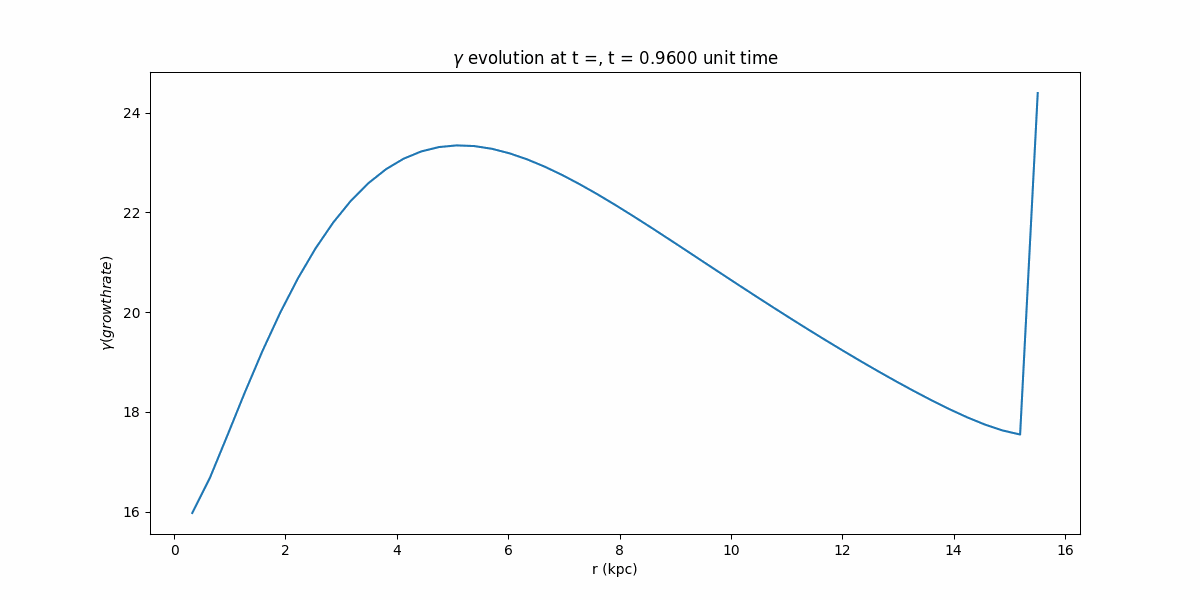 γ evolution at t =, t = 0.9600 unit time
24
22
20
18
16
γ(growthrate)
0 2 4 6 8 10 12 14 16
r (kpc)